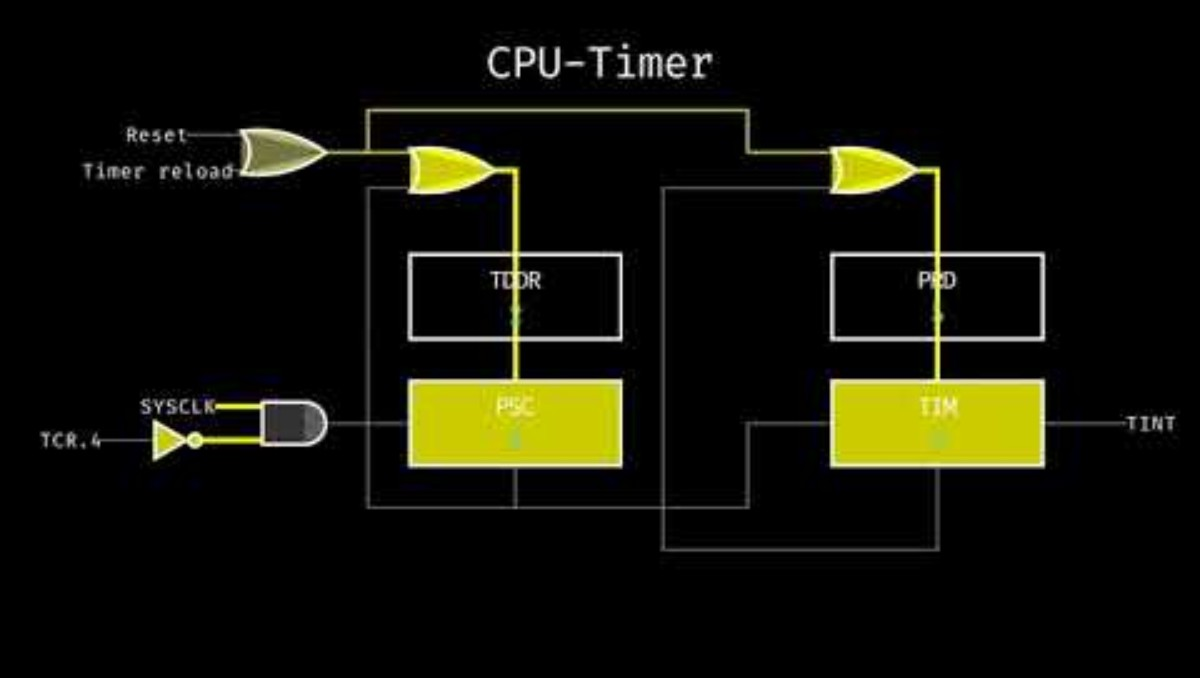 CPU-Timer
Reset
Timer reload
TDDR
PRD
SYSCLK
PSC
TIM
TCR.4
TINT